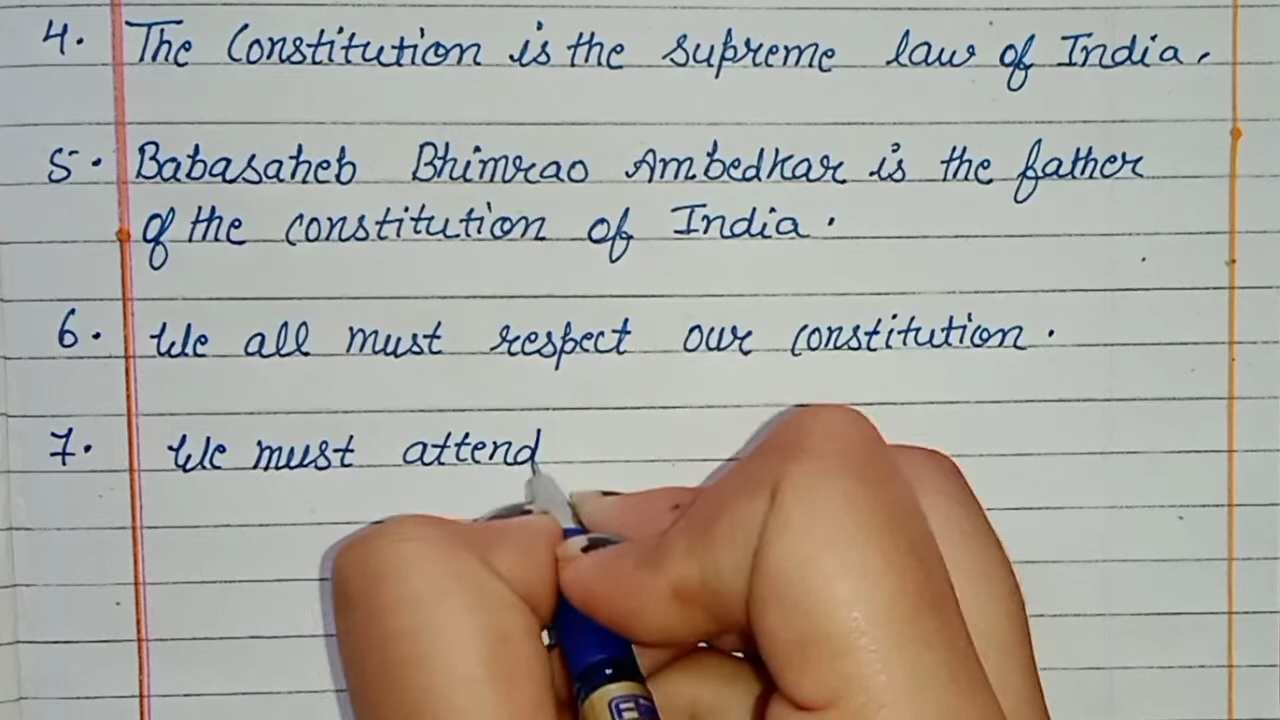 4. The Constitution is the supreme law of India.
5. Babasaheb Bhimrao Ambedkar is the father
of the constitution of India.
6. We all must respect our constitution.
7. We must attend